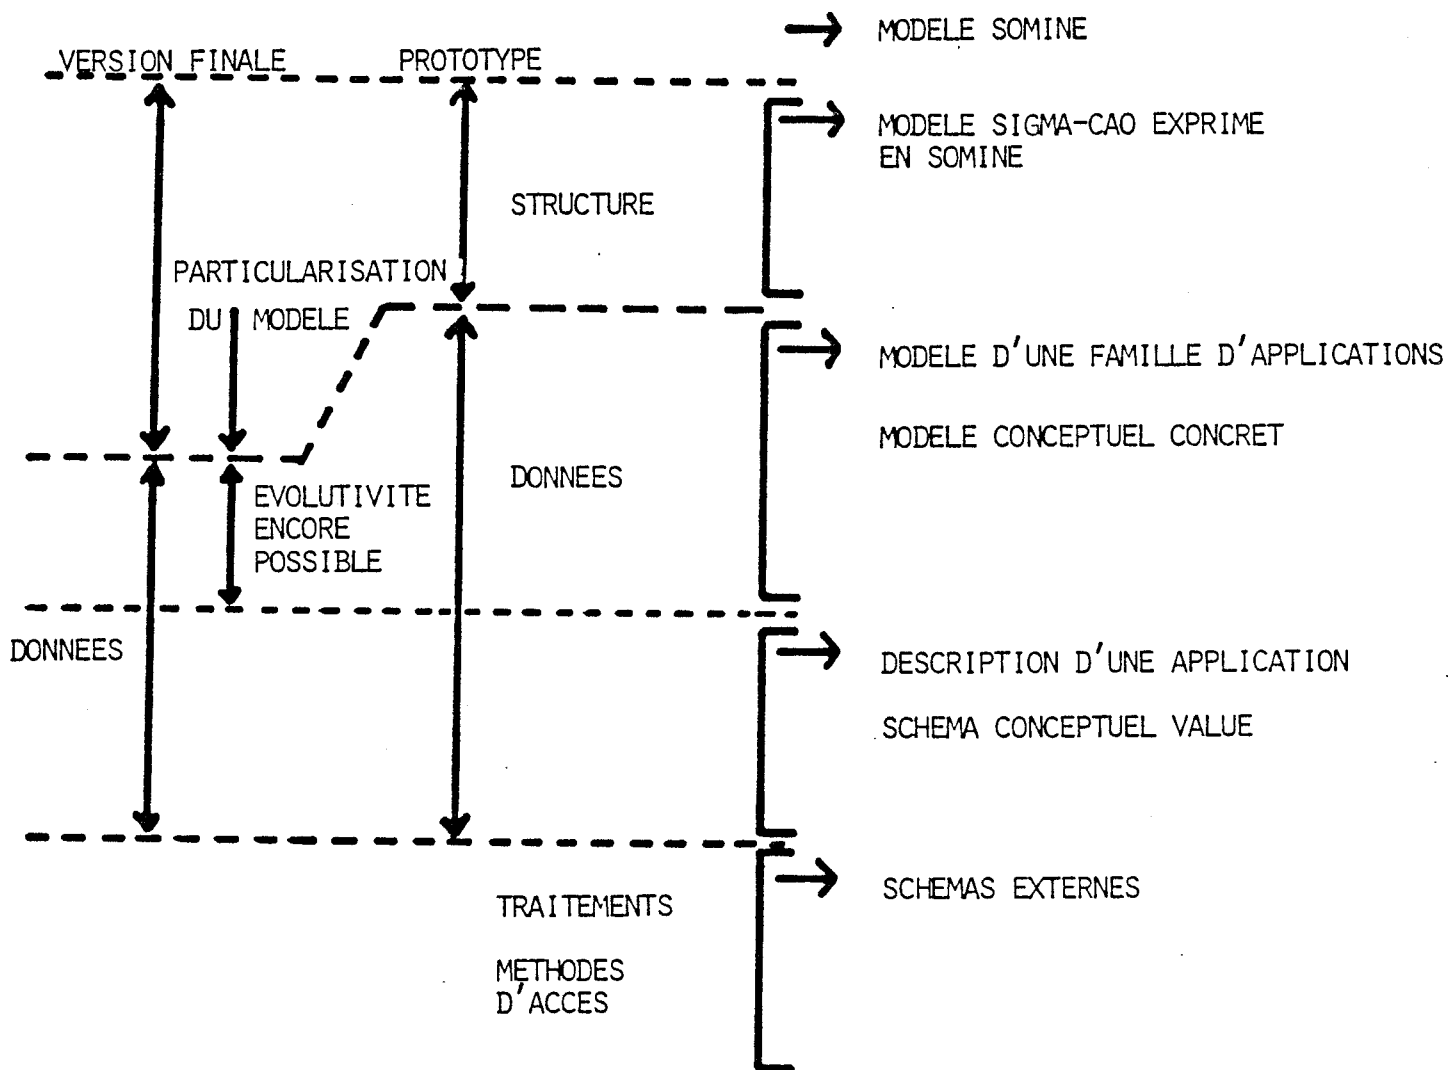 MODELE SOMINE
VERSION FINALE
PROTOTYPE
MODELE SIGMA-CAO EXPRIME
EN SOMINE
STRUCTURE
PARTICULARISATION
DU MODELE
MODELE D'UNE FAMILLE D'APPLICATIONS
MODELE CONCEPTUEL CONCRET
DONNEES
EVOLUTIVITE
ENCORE
POSSIBLE
DONNEES
DESCRIPTION D'UNE APPLICATION
SCHEMA CONCEPTUEL VALUE
SCHEMAS EXTERNES
TRAITEMENTS
METHODES
D'ACCES